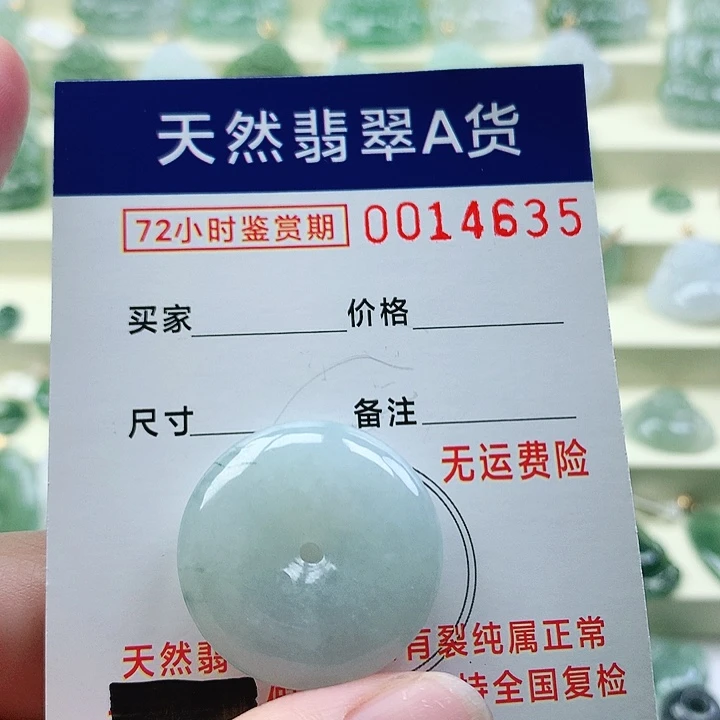 天然翡翠A货
72小时鉴赏期 0014635
买家 价格
尺寸 备注
无运费险
天然翡 有裂纯属正常
持全国复检